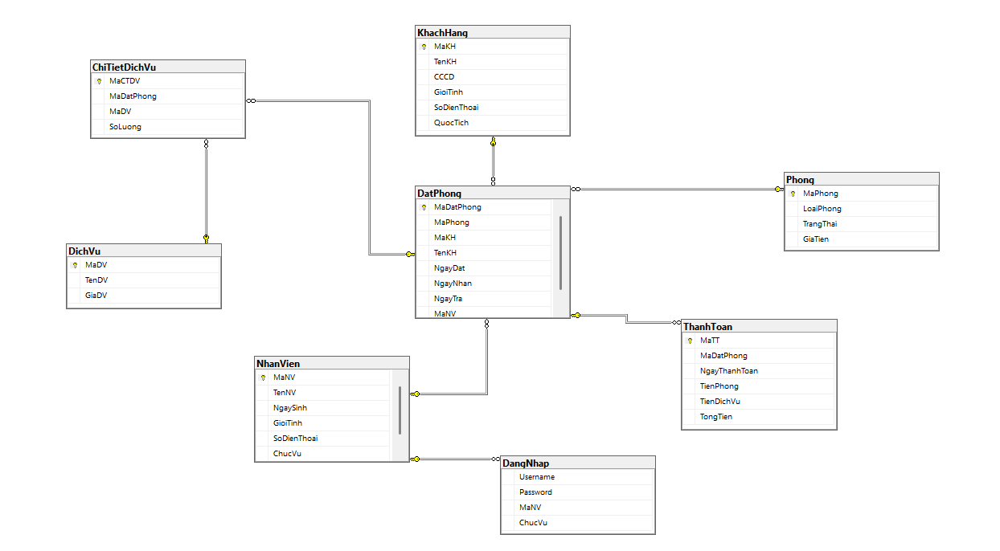 KhachHang
MaKH
TenKH
CCCD
GioiTinh
SoDienThoai
QuocTich
ChiTietDichVu
MaCTDV
MaDatPhong
MaDV
SoLuong
DatPhong
MaDatPhong
MaPhong
MaKH
TenKH
NgayDat
NgayNhan
NgayTra
MaNV
Phong
MaPhong
LoaiPhong
TrangThai
GiaTien
DichVu
MaDV
TenDV
GiaDV
ThanhToan
MaTT
MaDatPhong
NgayThanhToan
TienPhong
TienDichVu
TongTien
NhanVien
MaNV
TenNV
NgaySinh
GioiTinh
SoDienThoai
ChucVu
DangNhap
Username
Password
MaNV
ChucVu